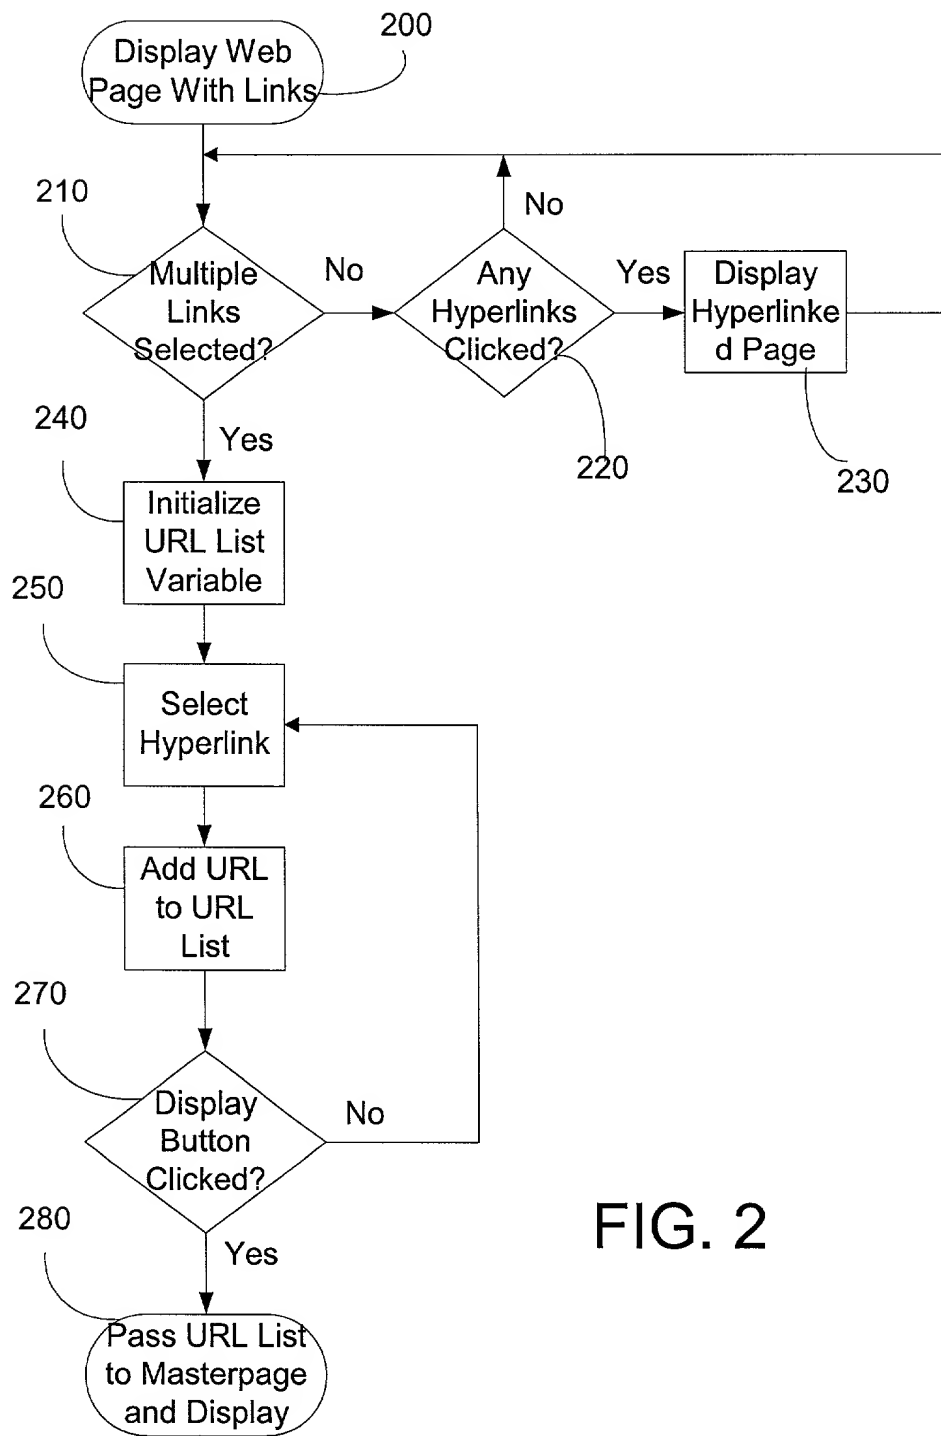 200
Display Web
Page With Links
210
Multiple
Links
Selected?
No
Any
Hyperlinks
Clicked?
No
220
Yes
Display
Hyperlinke
d Page
230
240
Yes
Initialize
URL List
Variable
250
Select
Hyperlink
260
Add URL
to URL
List
270
Display
Button
Clicked?
No
280
Yes
Pass URL List
to Masterpage
and Display
FIG. 2